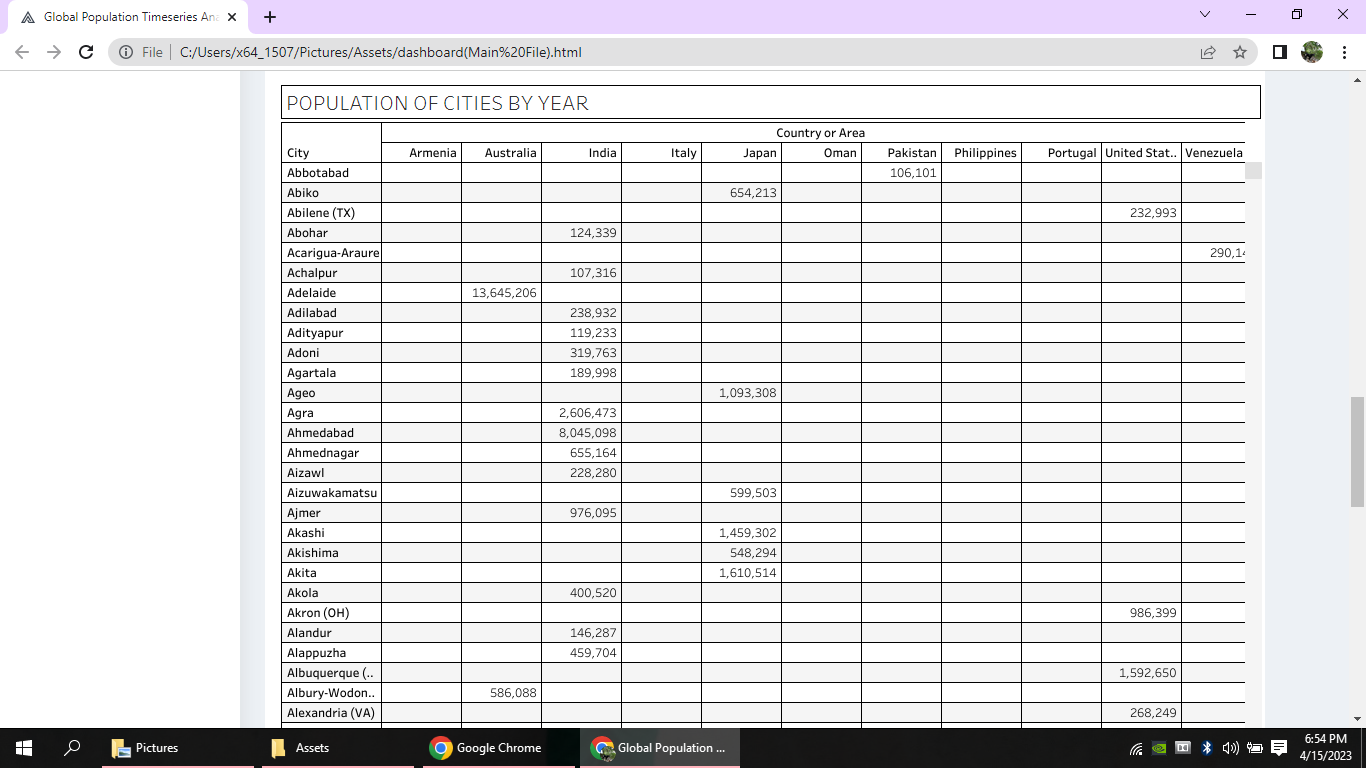 Global Population Timeseries Ana
File C:/Users/x64_1507/Pictures/Assets/dashboard(Main%20File).html
POPULATION OF CITIES BY YEAR
Country or Area
City Armenia Australia India Italy Japan Oman Pakistan Philippines Portugal United Stat.. Venezuela
Abbotabad 106,101
Abiko 654,213
Abilene (TX) 232,993
Abohar 124,339
Acarigua-Araure 290,14
Achalpur 107,316
Adelaide 13,645,206
Adilabad 238,932
Adityapur 119,233
Adoni 319,763
Agartala 189,998
Ageo 1,093,308
Agra 2,606,473
Ahmedabad 8,045,098
Ahmednagar 655,164
Aizawl 228,280
Aizuwakamatsu 599,503
Ajmer 976,095
Akashi 1,459,302
Akishima 548,294
Akita 1,610,514
Akola 400,520
Akron (OH) 986,399
Alandur 146,287
Alappuzha 459,704
Albuquerque (.. 1,592,650
Albury-Wodon.. 586,088
Alexandria (VA) 268,249
Pictures Assets Google Chrome Global Population ... 6:54 PM
4/15/2023